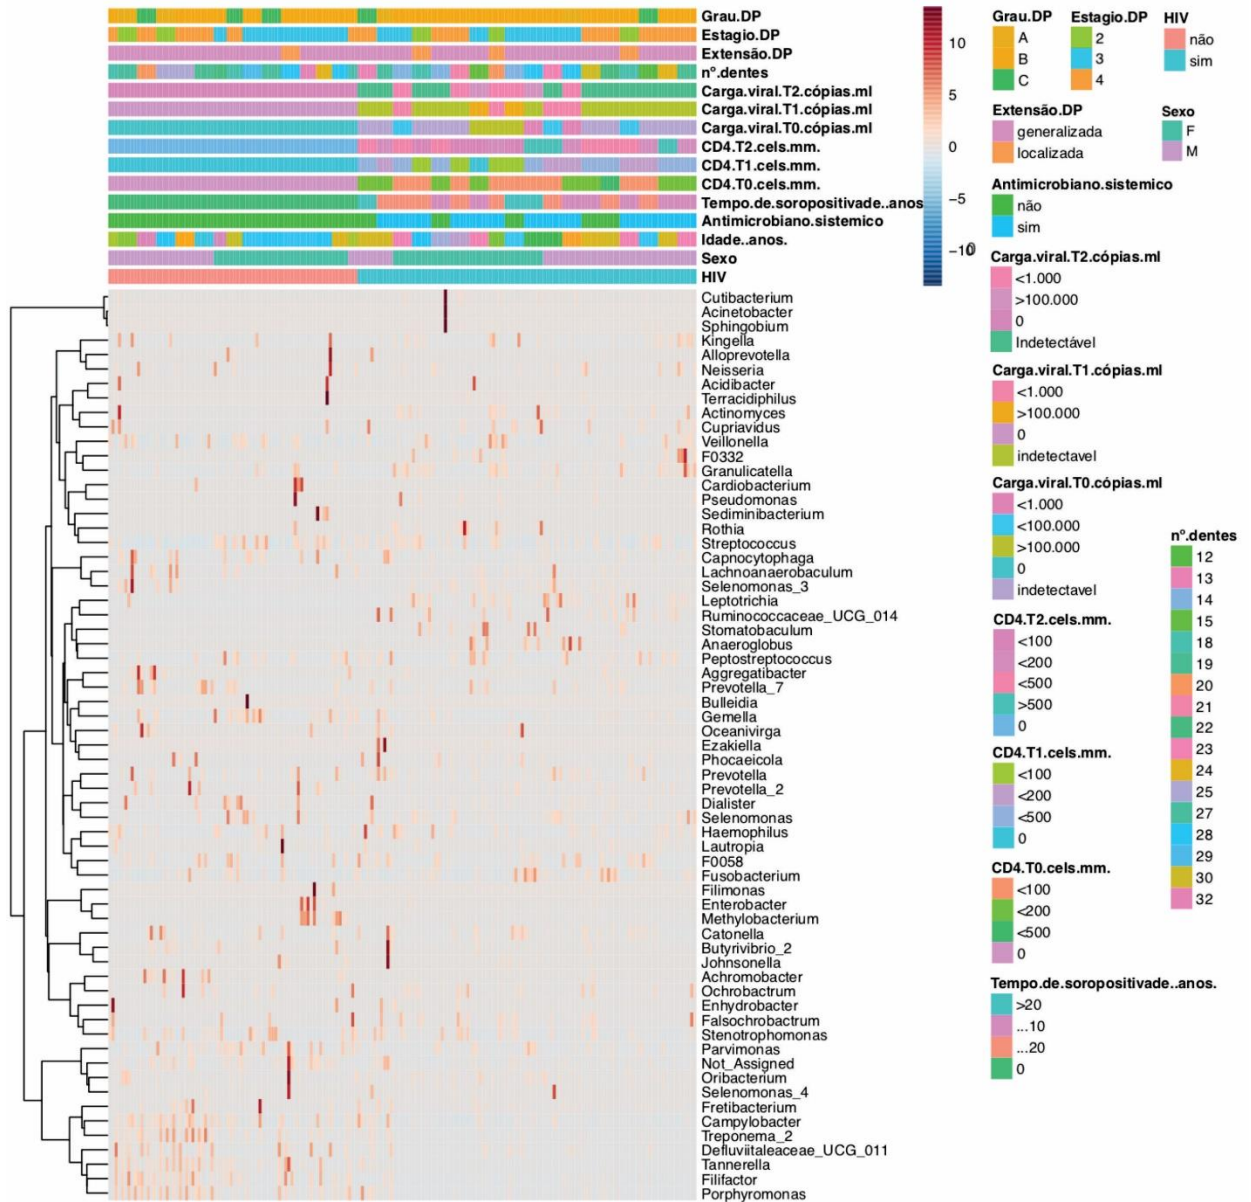 Grau.DP
Estagio.DP
Extensão.DP
nº.dentes
Carga.viral.T2.cópias.ml
Carga.viral.T1.cópias.ml
Carga.viral.T0.cópias.ml
CD4.T2.cels.mm.
CD4.T1.cels.mm.
CD4.T0.cels.mm.
Tempo.de.soropositivade..anos
Antimicrobiano.sistemico
Idade..anos.
Sexo
HIV
10
5
0
−5
−10
0
Cutibacterium
Acinetobacter
Sphingobium
Kingella
Alloprevotella
Neisseria
Acidibacter
Terracidiphilus
Actinomyces
Cupriavidus
Veillonella
F0332
Granulicatella
Cardiobacterium
Pseudomonas
Sediminibacterium
Rothia
Streptococcus
Capnocytophaga
Lachnoanaerobaculum
Selenomonas_3
Leptotrichia
Ruminococcaceae_UCG_014
Stomatobaculum
Anaeroglobus
Peptostreptococcus
Aggregatibacter
Prevotella_7
Bulleidia
Gemella
Oceanivirga
Ezakiella
Phocaeicola
Prevotella
Prevotella_2
Dialister
Selenomonas
Haemophilus
Lautropia
F0058
Fusobacterium
Filimonas
Enterobacter
Methylobacterium
Catonella
Butyrivibrio_2
Johnsonella
Achromobacter
Ochrobactrum
Enhydrobacter
Falsochrobactrum
Stenotrophomonas
Parvimonas
Not_Assigned
Oribacterium
Selenomonas_4
Fretibacterium
Campylobacter
Treponema_2
Defluviitaleaceae_UCG_011
Tannerella
Filifactor
Porphyromonas
Grau.DP
A
B
C
Estagio.DP
2
3
4
HIV
não
sim
Extensão.DP
generalizada
localizada
Sexo
F
M
Antimicrobiano.sistemico
não
sim
Carga.viral.T2.cópias.ml
<1.000
>100.000
0
Indetectável
Carga.viral.T1.cópias.ml
<1.000
>100.000
0
indetectavel
Carga.viral.T0.cópias.ml
<1.000
<100.000
>100.000
0
indetectavel
CD4.T2.cels.mm.
<100
<200
<500
>500
0
CD4.T1.cels.mm.
<100
<200
<500
0
CD4.T0.cels.mm.
<100
<200
<500
0
Tempo.de.soropositivade..anos.
>20
...10
...20
0
nº.dentes
12
13
14
15
18
19
20
21
22
23
24
25
27
28
29
30
32